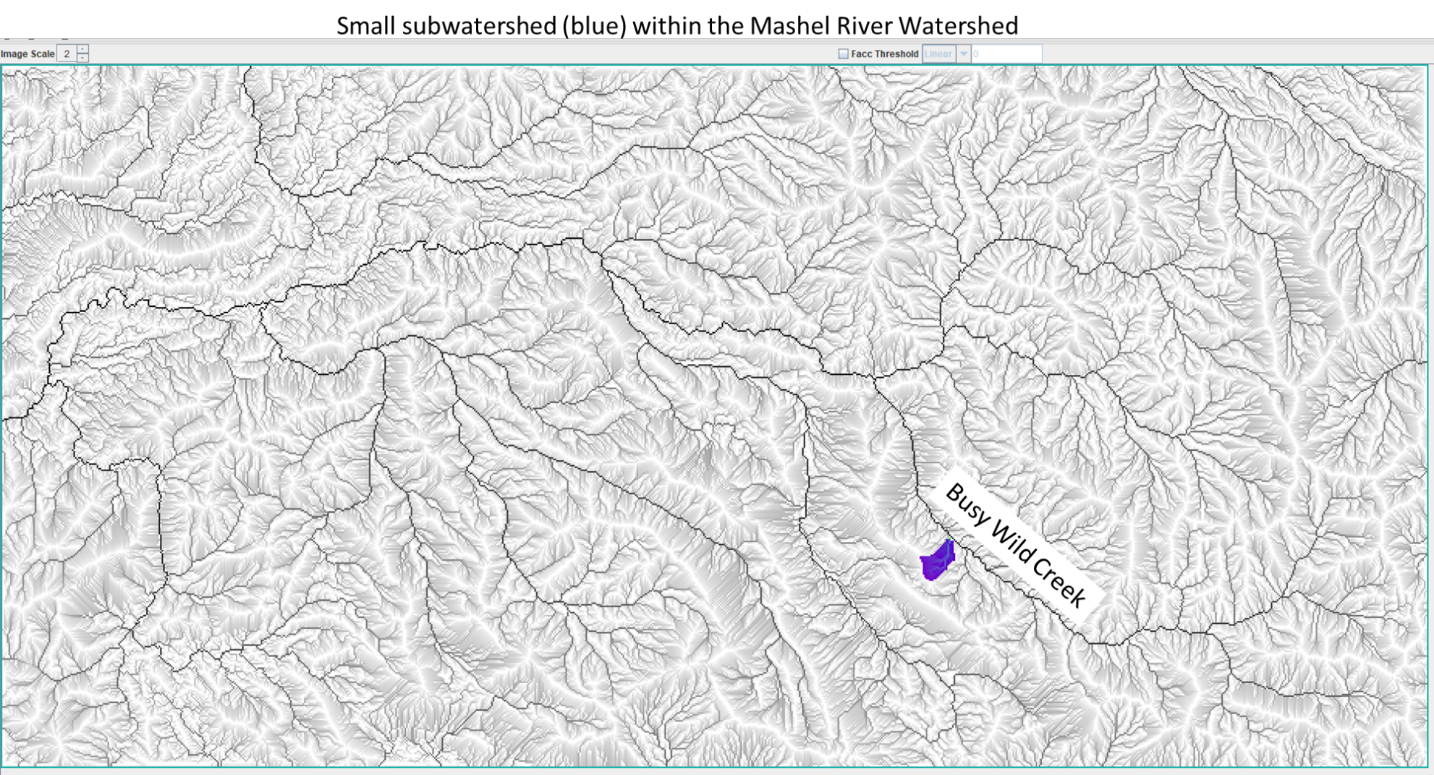 Small subwatershed (blue) within the Mashel River Watershed
Image Scale 2
Facc Threshold Linear 0
Busy Wild Creek